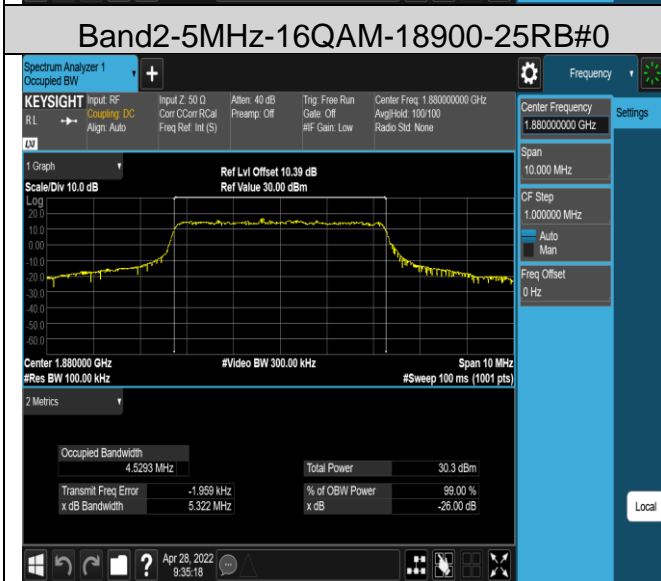 Band2-5MHz-16QAM-18900-25RB#0
Spectrum Analyzer 1
Occupied BW
+
Frequency
KEYSIGHT
RL
Input: RF
Coupling: DC
Align: Auto
Input Z: 50 Ω
Corr CCorr RCal
Freq Ref: Int (S)
Atten: 40 dB
Preamp: Off
Trig: Free Run
Gate: Off
#IF Gain: Low
Center Freq: 1.880000000 GHz
Avg|Hold: 100/100
Radio Std: None
LXI
Center Frequency
1.880000000 GHz
Settings
Span
10.000 MHz
CF Step
1.000000 MHz
Auto
Man
Freq Offset
0 Hz
1 Graph
Scale/Div 10.0 dB
Ref Lvl Offset 10.39 dB
Ref Value 30.00 dBm
Log
20.0
10.0
0.00
-10.0
-20.0
-30.0
-40.0
-50.0
-60.0
Center 1.880000 GHz
#Video BW 300.00 kHz
Span 10 MHz
#Res BW 100.00 kHz
#Sweep 100 ms (1001 pts)
2 Metrics
Occupied Bandwidth
4.5293 MHz
Total Power 30.3 dBm
Transmit Freq Error -1.959 kHz
% of OBW Power 99.00 %
x dB Bandwidth 5.322 MHz
x dB -26.00 dB
Local
?
Apr 28, 2022
9:35:18